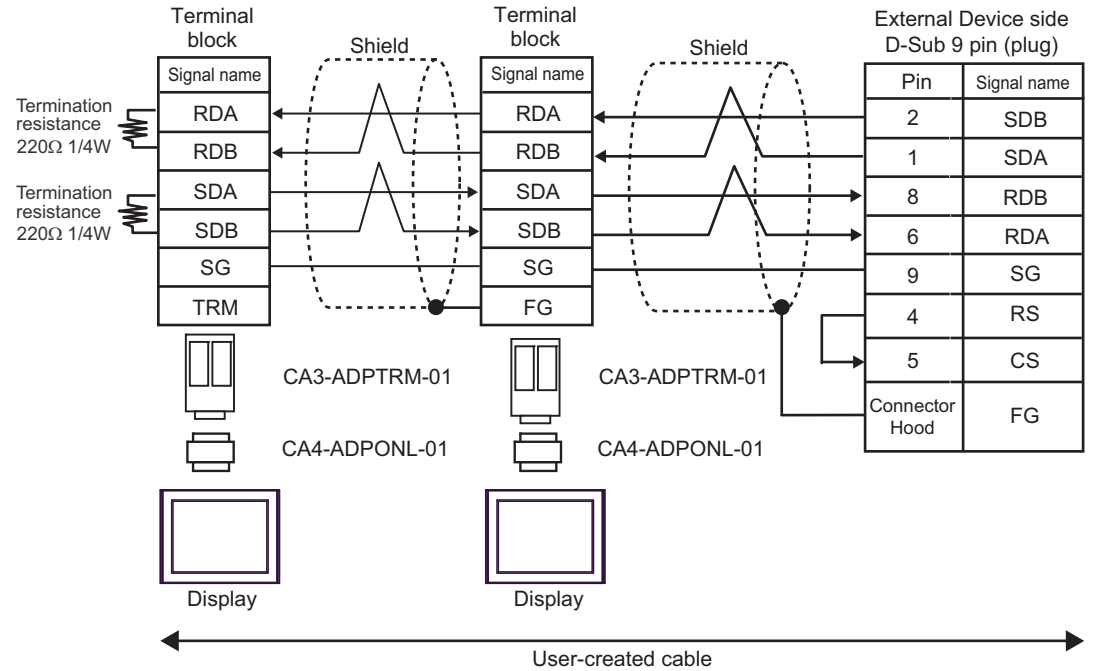 Terminal
block
Shield
Terminal
block
Shield
External Device side
D-Sub 9 pin (plug)
Signal name
Signal name
Pin
Signal name
Termination
resistance
220Ω 1/4W
RDA
RDA
2
SDB
RDB
RDB
1
SDA
Termination
resistance
220Ω 1/4W
SDA
SDA
8
RDB
SDB
SDB
6
RDA
SG
SG
9
SG
TRM
FG
4
RS
5
CS
CA3-ADPTRM-01
CA3-ADPTRM-01
Connector
Hood
FG
CA4-ADPONL-01
CA4-ADPONL-01
Display
Display
User-created cable